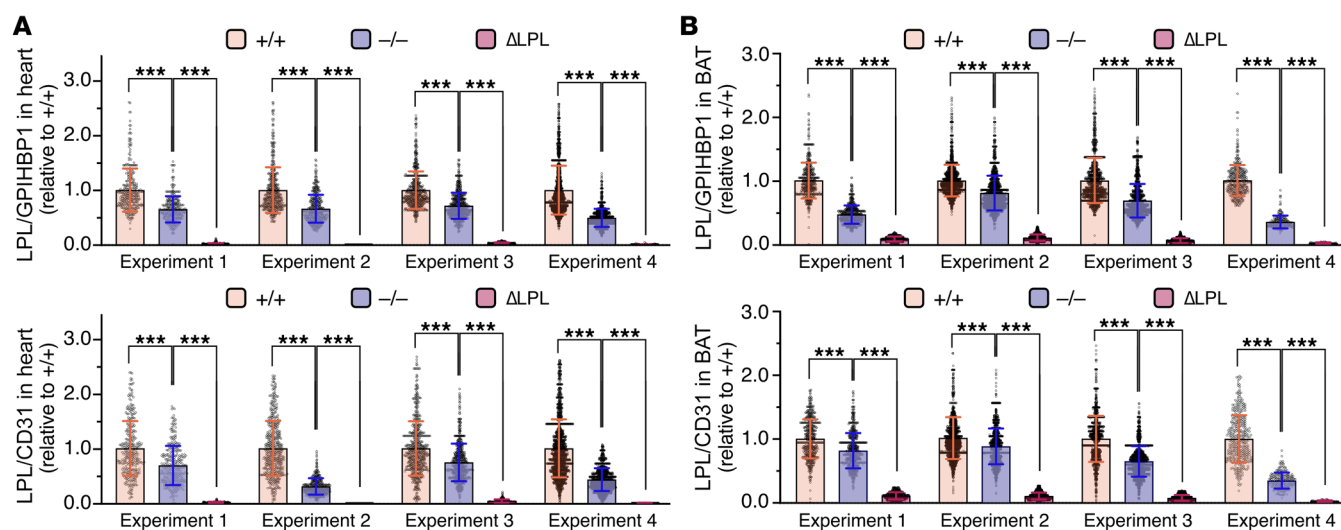 A
+/+ −/− ΔLPL
LPL/GPIHBP1 in heart
(relative to +/+)
3.0
2.0
1.0
0.0
*** *** *** *** *** *** *** ***
Experiment 1 Experiment 2 Experiment 3 Experiment 4
B
+/+ −/− ΔLPL
LPL/GPIHBP1 in BAT
(relative to +/+)
3.0
2.0
1.0
0.0
*** *** *** *** *** *** *** ***
Experiment 1 Experiment 2 Experiment 3 Experiment 4
+/+ −/− ΔLPL
LPL/CD31 in heart
(relative to +/+)
3.0
2.0
1.0
0.0
*** *** *** *** *** *** *** ***
Experiment 1 Experiment 2 Experiment 3 Experiment 4
+/+ −/− ΔLPL
LPL/CD31 in BAT
(relative to +/+)
3.0
2.0
1.0
0.0
*** *** *** *** *** *** *** ***
Experiment 1 Experiment 2 Experiment 3 Experiment 4